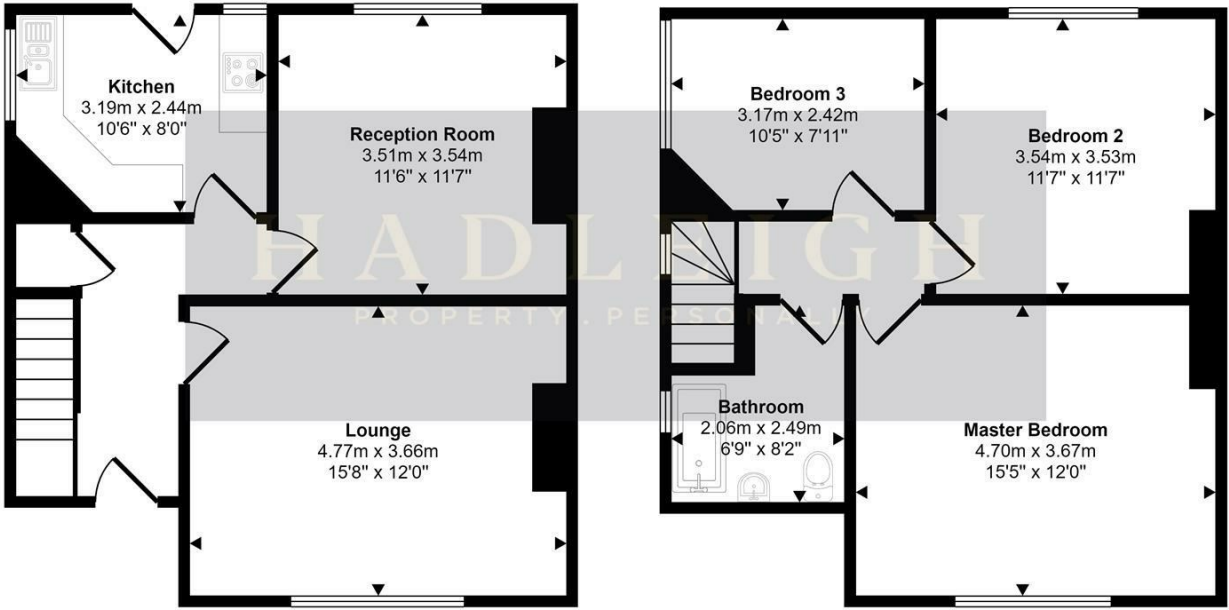 Kitchen
3.19m x 2.44m
10'6" x 8'0"
Reception Room
3.51m x 3.54m
11'6" x 11'7"
Lounge
4.77m x 3.66m
15'8" x 12'0"
Bedroom 3
3.17m x 2.42m
10'5" x 7'11"
Bedroom 2
3.54m x 3.53m
11'7" x 11'7"
Bathroom
2.06m x 2.49m
6'9" x 8'2"
Master Bedroom
4.70m x 3.67m
15'5" x 12'0"
HADLEIGH
PROPERTY. PERSONALLY